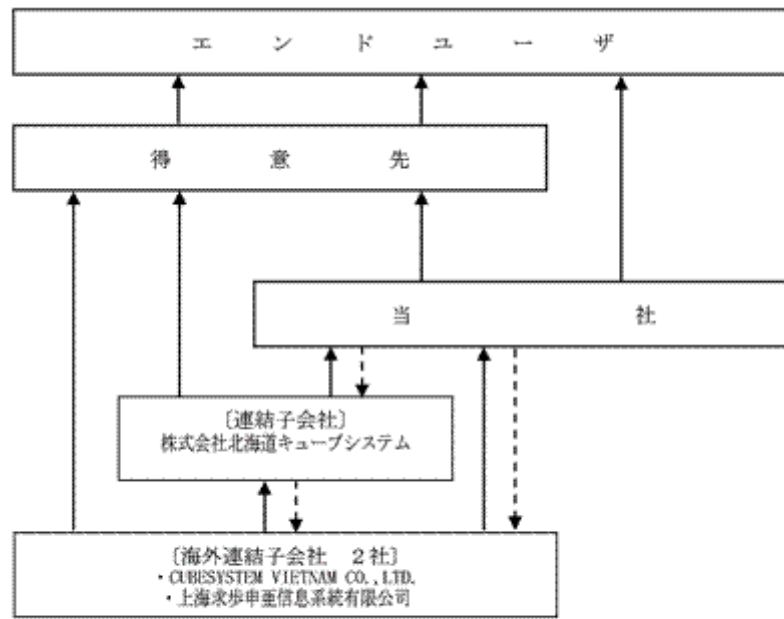 エンドユーザ
得意先
当社
〔連結子会社〕
株式会社北海道キューブシステム
〔海外連結子会社 2社〕
・CUBESYSTEM VIETNAM CO.,LTD.
・上海求歩申亜信息系統有限公司